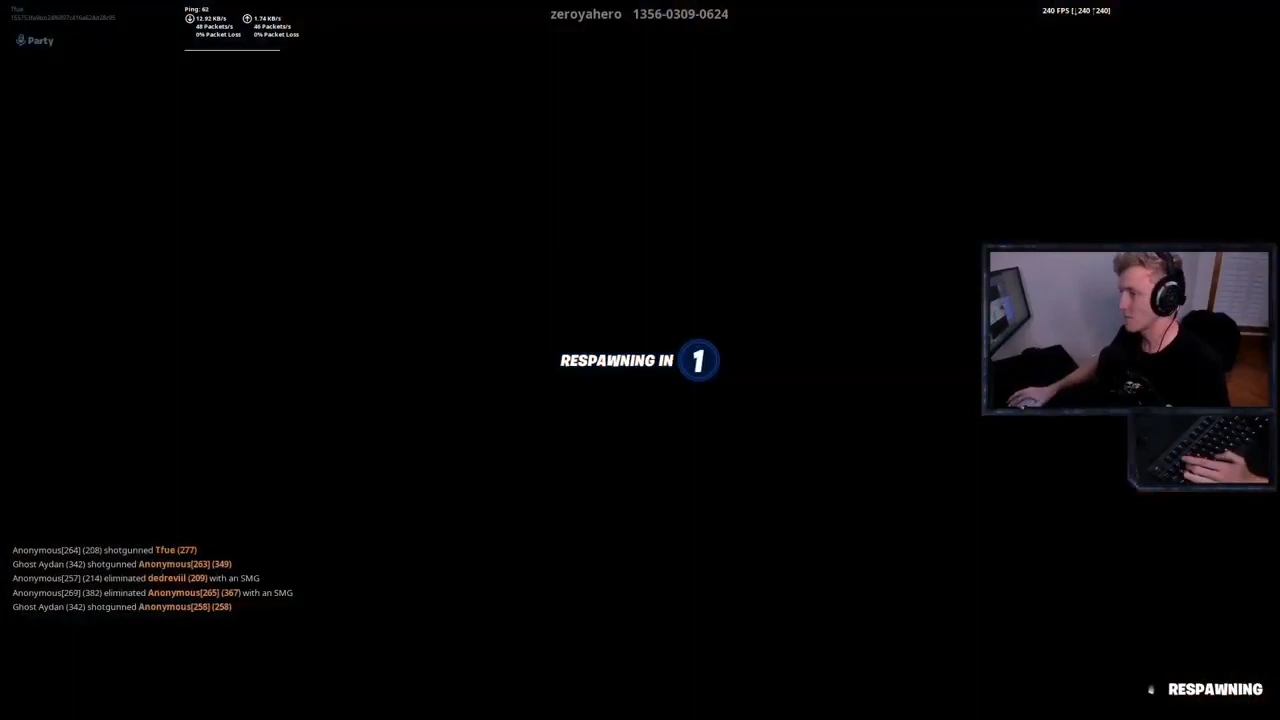 Tfue
Party
Ping: 62
12.92 KB/s
48 Packets/s
0% Packet Loss
1.74 KB/s
46 Packets/s
0% Packet Loss
zeroyahero 1356-0309-0624
240 FPS [↓240 ↑240]
RESPAWNING IN 1
Anonymous[264] (208) shotgunned Tfue (277)
Ghost Aydan (342) shotgunned Anonymous[263] (349)
Anonymous[257] (214) eliminated dedreviil (209) with an SMG
Anonymous[269] (382) eliminated Anonymous[265] (367) with an SMG
Ghost Aydan (342) shotgunned Anonymous[258] (258)
RESPAWNING